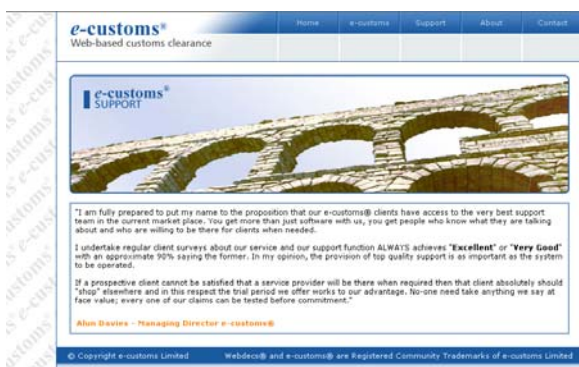 e-customs®
Web-based customs clearance
Home e-customs Support About Contact
e-customs®
SUPPORT
"I am fully prepared to put my name to the proposition that our e-customs® clients have access to the very best support
team in the current market place. You get more than just software with us, you get people who know what they are talking
about and who are willing to be there for clients when needed.
I undertake regular client surveys about our service and our support function ALWAYS achieves "Excellent" or "Very Good"
with an approximate 90% saying the former. In my opinion, the provision of top quality support is as important as the system
to be operated.
If a prospective client cannot be satisfied that a service provider will be there when required then that client absolutely should
"shop" elsewhere and in this respect the trial period we offer works to our advantage. No-one need take anything we say at
face value; every one of our claims can be tested before commitment."
Alun Davies - Managing Director e-customs®
© Copyright e-customs Limited Webdecs® and e-customs® are Registered Community Trademarks of e-customs Limited